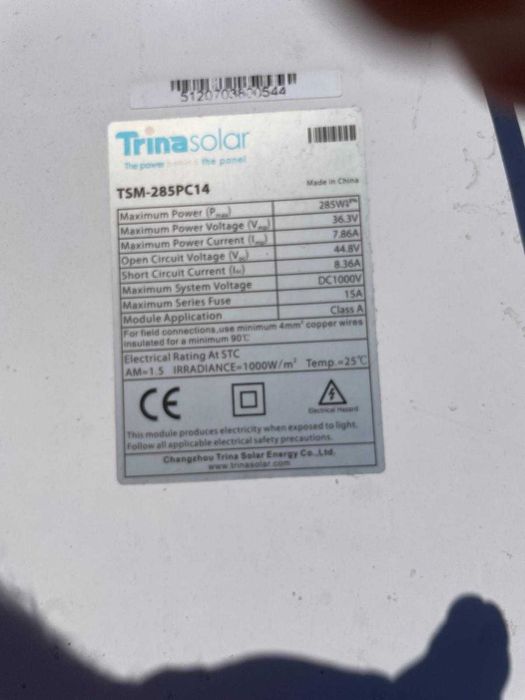 Trinasolar
The power the panel
TSM-285PC14
Made in China
Maximum Power (Pmax) 285W
Maximum Power Voltage (Vmp) 36.3V
Maximum Power Current (Imp) 7.86A
Open Circuit Voltage (Voc) 44.8V
Short Circuit Current (Isc) 8.36A
Maximum System Voltage DC1000V
Maximum Series Fuse 15A
Module Application Class A
For field connections,use minimum 4mm² copper wires
insulated for a minimum 90℃
Electrical Rating At STC
AM=1.5 IRRADIANCE=1000W/m² Temp.=25℃
CE
Electrical Hazard
This module produces electricity when exposed to light.
Follow all applicable electrical safety precautions.
Changzhou Trina Solar Energy Co.,Ltd.
www.trinasolar.com